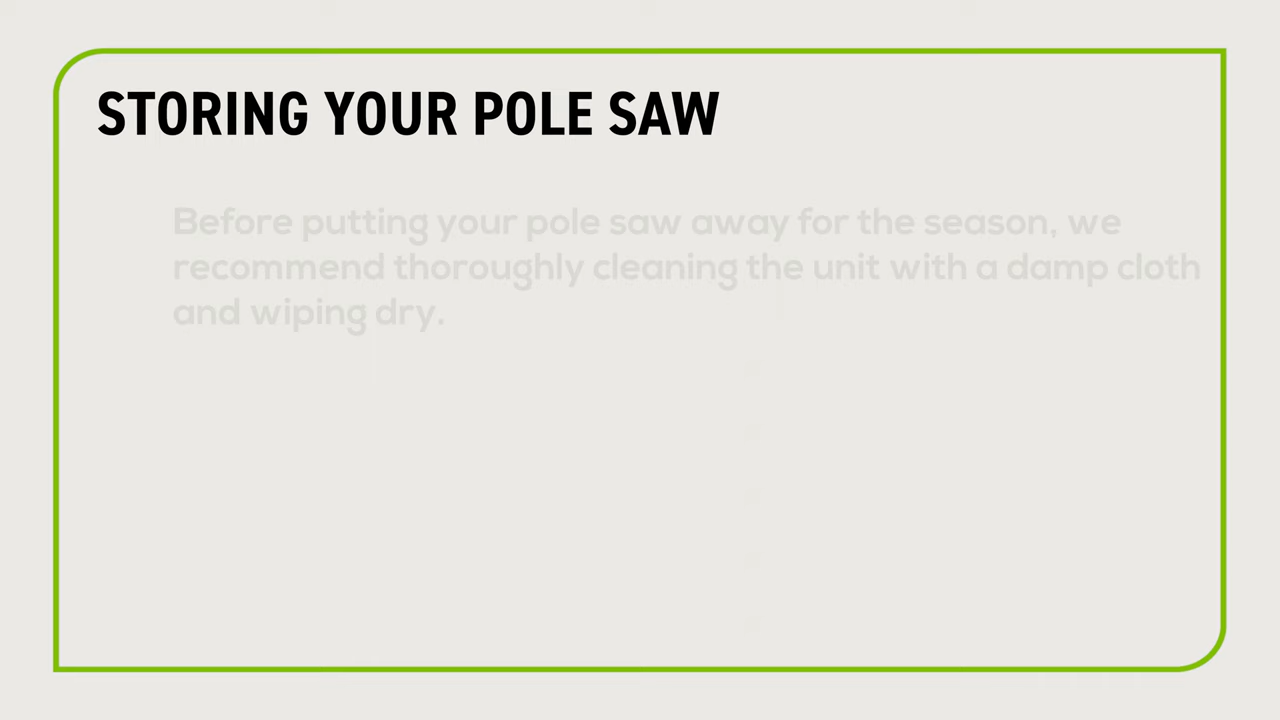 STORING YOUR POLE SAW
Before putting your pole saw away for the season, we
recommend thoroughly cleaning the unit with a damp cloth
and wiping dry.